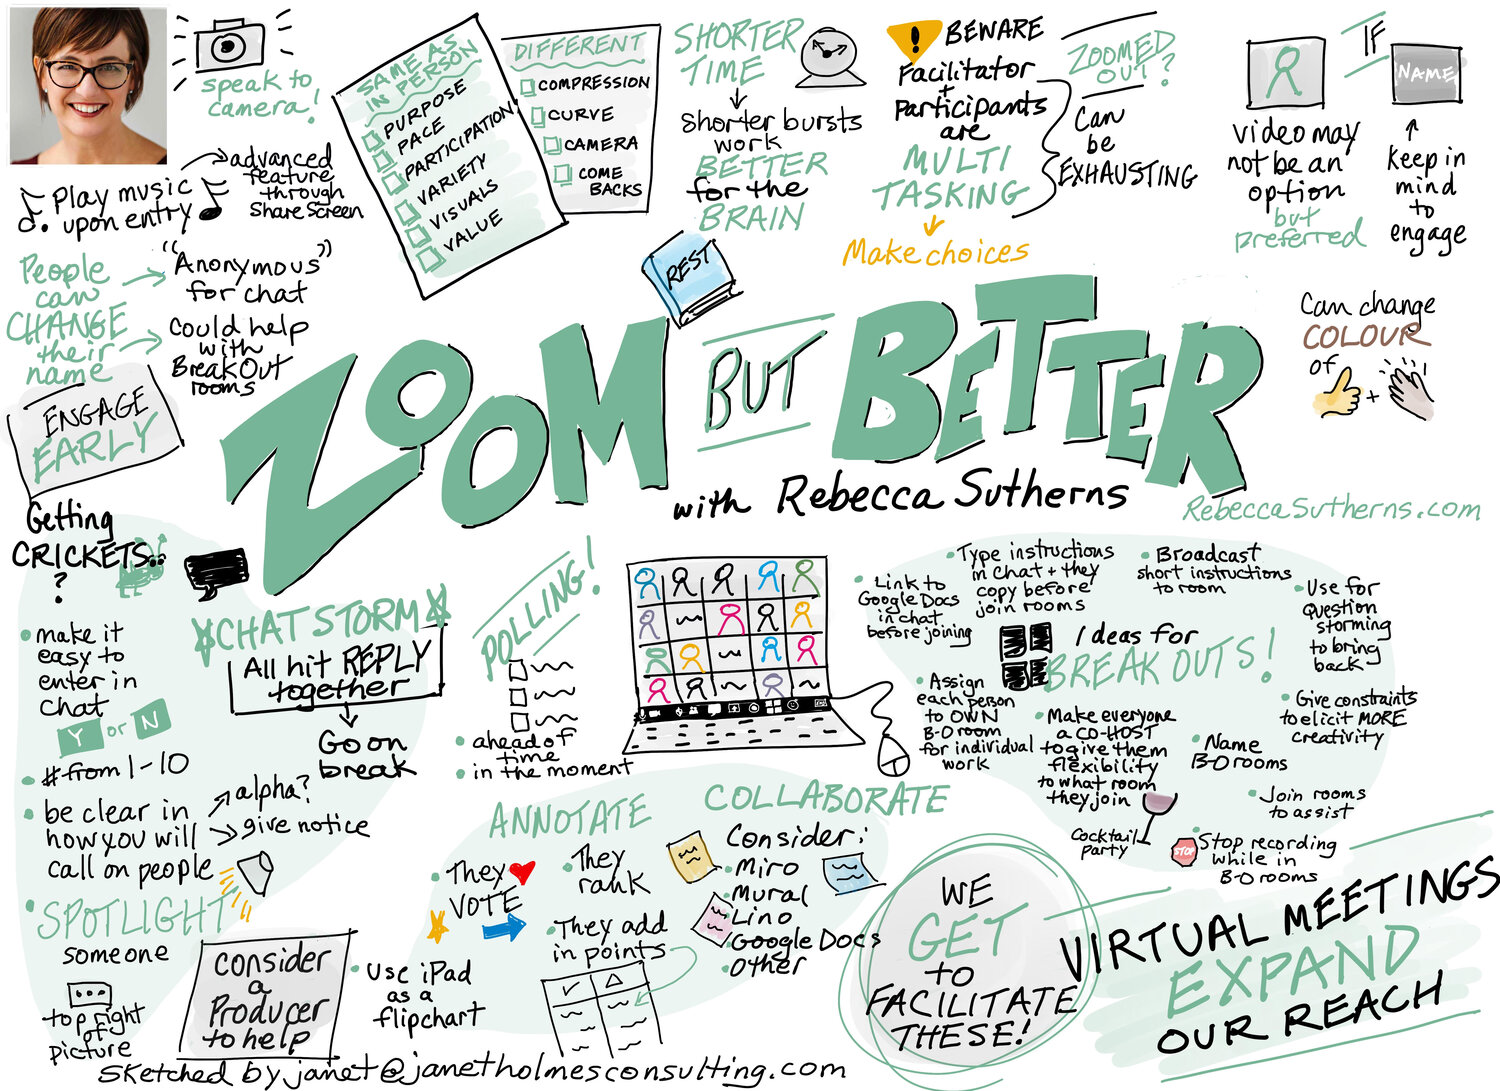 speak to
camera!
Play music
upon entry
advanced
feature
through
Share Screen
People
can
CHANGE
their
name
"Anonymous"
for chat
Could help
with
BreakOut
rooms
SAME AS
IN PERSON
PURPOSE
PACE
PARTICIPATION
VARIETY
VISUALS
VALUE
DIFFERENT
COMPRESSION
CURVE
CAMERA
COME
BACKS
SHORTER
TIME
shorter bursts
work
BETTER
for the
BRAIN
REST
! BEWARE
Facilitator
+
Participants
are
MULTI
TASKING
Make choices
ZOOMED
OUT?
Can
be
EXHAUSTING
IF
NAME
video may
not be an
option
but
preferred
keep in
mind
to
engage
Can change
COLOUR
of
+
ZOOM BUT BETTER
with Rebecca Sutherns
RebeccaSutherns.com
ENGAGE
EARLY
Getting
CRICKETS..
?
• make it
easy to
enter in
chat
Y or N
• # from 1-10
• be clear in
how you will
call on people
alpha?
give notice
• SPOTLIGHT
someone
...
top right
of
picture
CHAT STORM
All hit REPLY
together
Go on
break
POLLING!
• ahead of
time
• in the moment
consider
a
Producer
to help
ANNOTATE
• They
VOTE
• They
rank
• They add
in points
• use iPad
as a
flipchart
COLLABORATE
Consider:
• Miro
• Mural
• Lino
• Google Docs
• Other
Ideas for
BREAK OUTS!
• Link to
Google Docs
in chat
before joining
• Type instructions
in chat + they
copy before
join rooms
• Broadcast
short instructions
to room
• Use for
question
storming
to bring
back
• Assign
each person
to OWN
B-O room
for individual
work
• Make everyone
a CO-HOST
to give them
flexibility
to what room
they join
Cocktail
party
• Name
B-O rooms
• Give constraints
to elicit MORE
creativity
• Join rooms
to assist
STOP
• Stop recording
while in
B-O rooms
WE
GET
to
FACILITATE
THESE!
VIRTUAL MEETINGS
EXPAND
OUR REACH
sketched by janet@janetholmesconsulting.com